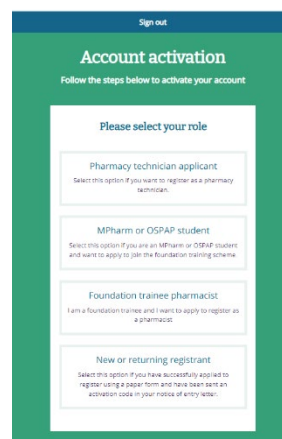 Sign out
Account activation
Follow the steps below to activate your account
Please select your role
Pharmacy technician applicant
Select this option if you want to register as a pharmacy
technician.
MPharm or OSPAP student
Select this option if you are an MPharm or OSPAP student
and want to apply to join the foundation training scheme
Foundation trainee pharmacist
I am a foundation trainee and I want to apply to register as
a pharmacist
New or returning registrant
Select this option if you have successfully applied to
register using a paper form and have been sent an
activation code in your notice of entry letter.